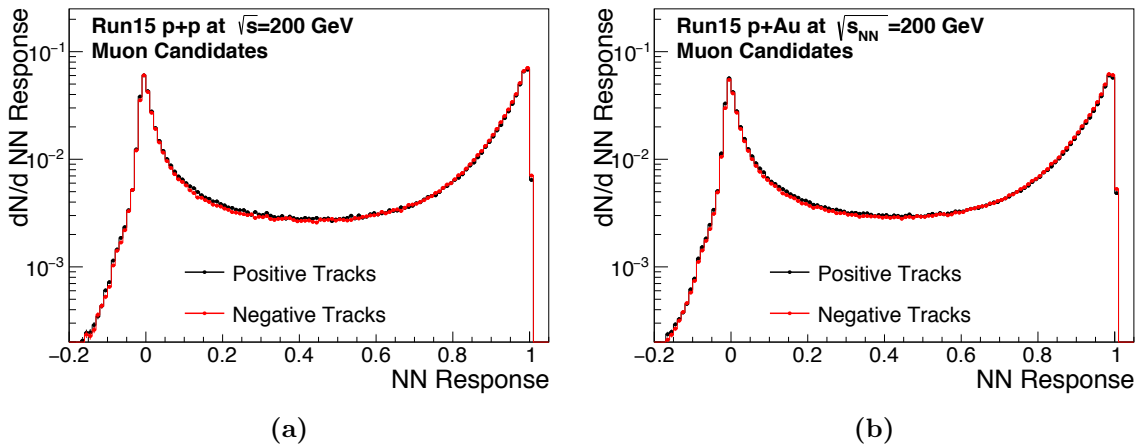 Run15 p+p at √s=200 GeV
Muon Candidates
dN/d NN Response
10⁻¹
10⁻²
10⁻³
Positive Tracks
Negative Tracks
−0.2 0 0.2 0.4 0.6 0.8 1
NN Response
(a)
Run15 p+Au at √s_NN =200 GeV
Muon Candidates
dN/d NN Response
10⁻¹
10⁻²
10⁻³
Positive Tracks
Negative Tracks
−0.2 0 0.2 0.4 0.6 0.8 1
NN Response
(b)